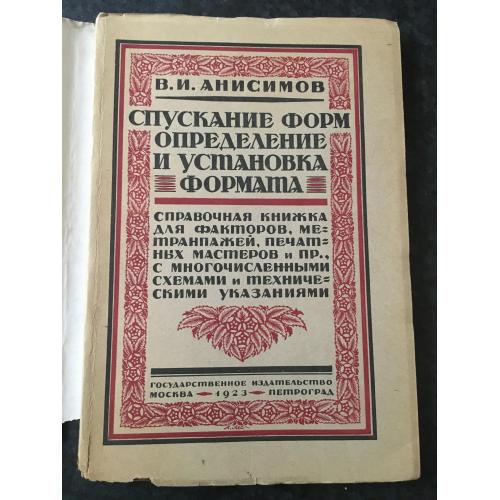 В.И. АНИСИМОВ
СПУСКАНИЕ ФОРМ
ОПРЕДЕЛЕНИЕ
И УСТАНОВКА
ФОРМАТА
СПРАВОЧНАЯ КНИЖКА
ДЛЯ ФАКТОРОВ, МЕ-
ТРАНПАЖЕЙ, ПЕЧАТ-
НЫХ МАСТЕРОВ И ПР.,
С МНОГОЧИСЛЕННЫМИ
СХЕМАМИ И ТЕХНИЧЕ-
СКИМИ УКАЗАНИЯМИ
ГОСУДАРСТВЕННОЕ ИЗДАТЕЛЬСТВО
МОСКВА — 1923 — ПЕТРОГРАД